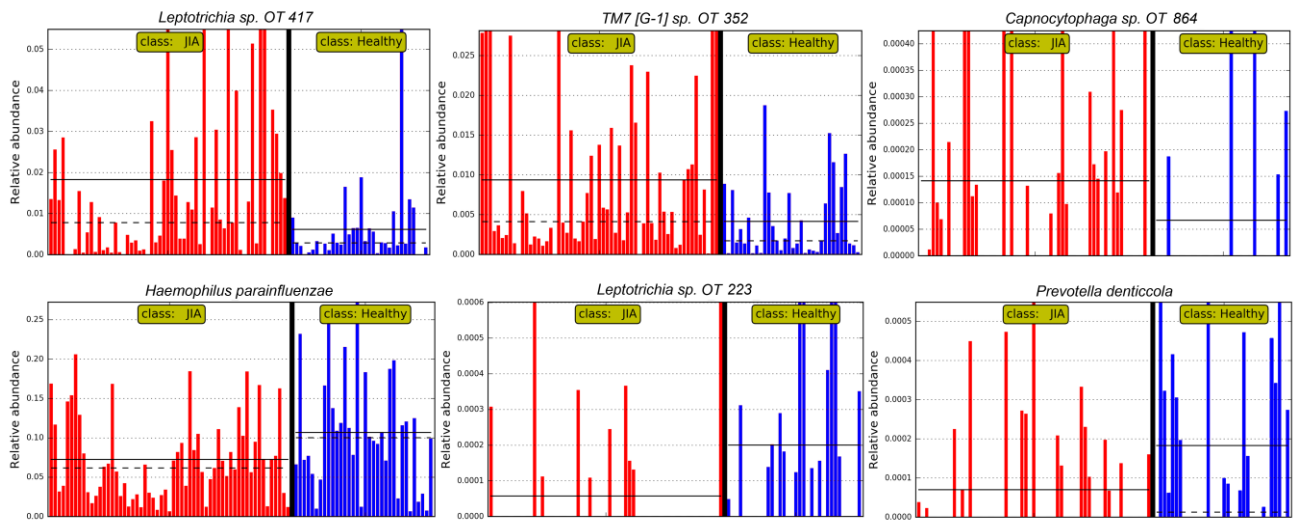 Leptotrichia sp. OT 417
Relative abundance
0.05
0.04
0.03
0.02
0.01
0.00
class: JIA
class: Healthy
TM7 [G-1] sp. OT 352
Relative abundance
0.025
0.020
0.015
0.010
0.005
0.000
class: JIA
class: Healthy
Capnocytophaga sp. OT 864
Relative abundance
0.00040
0.00035
0.00030
0.00025
0.00020
0.00015
0.00010
0.00005
0.00000
class: JIA
class: Healthy
Haemophilus parainfluenzae
Relative abundance
0.25
0.20
0.15
0.10
0.05
0.00
class: JIA
class: Healthy
Leptotrichia sp. OT 223
Relative abundance
0.0006
0.0005
0.0004
0.0003
0.0002
0.0001
0.0000
class: JIA
class: Healthy
Prevotella denticcola
Relative abundance
0.0005
0.0004
0.0003
0.0002
0.0001
0.0000
class: JIA
class: Healthy